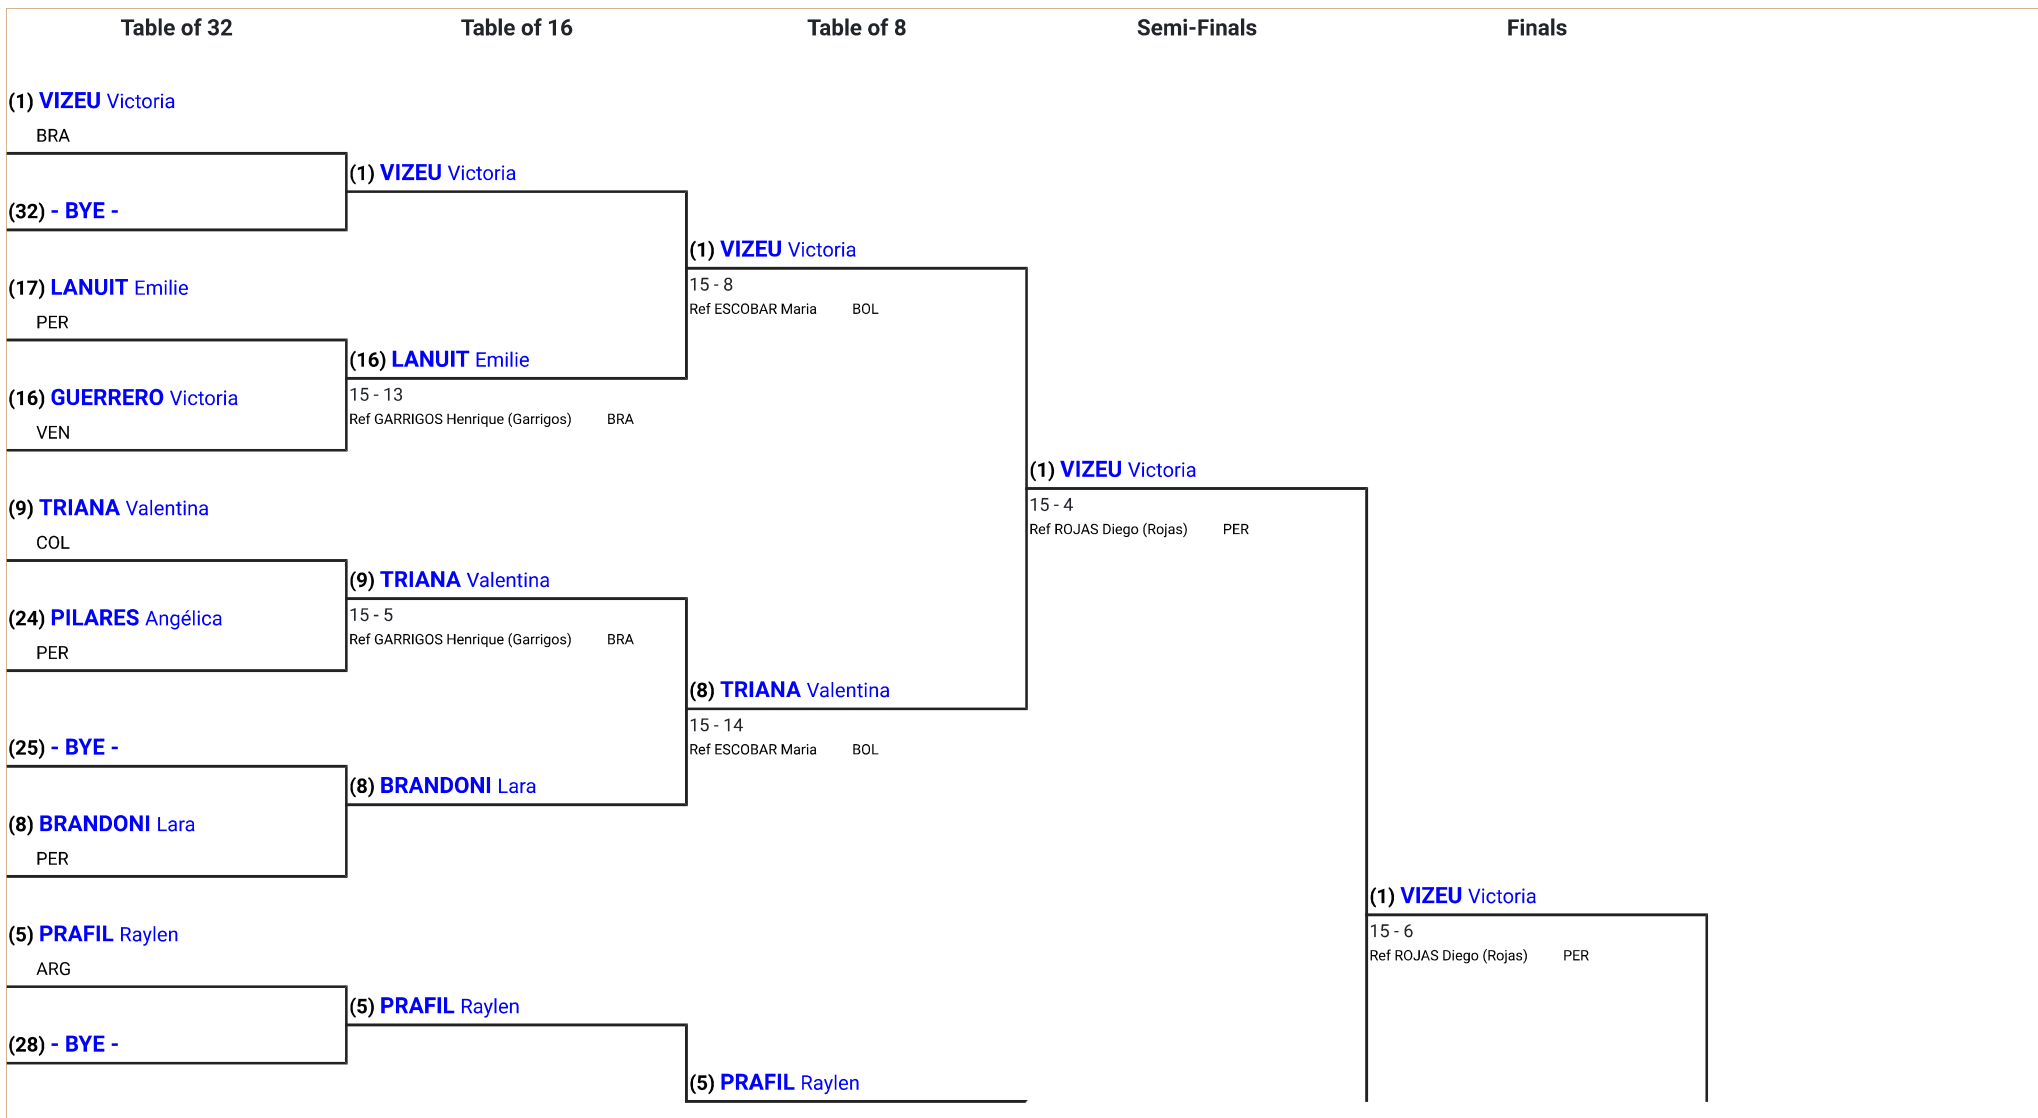 Table of 32 Table of 16 Table of 8 Semi-Finals Finals
(1) VIZEU Victoria
BRA
(32) - BYE -
(17) LANUIT Emilie
PER
(16) GUERRERO Victoria
VEN
(9) TRIANA Valentina
COL
(24) PILARES Angélica
PER
(25) - BYE -
(8) BRANDONI Lara
PER
(5) PRAFIL Raylen
ARG
(28) - BYE -
(1) VIZEU Victoria
(16) LANUIT Emilie
15 - 13
Ref GARRIGOS Henrique (Garrigos) BRA
(9) TRIANA Valentina
15 - 5
Ref GARRIGOS Henrique (Garrigos) BRA
(8) BRANDONI Lara
(5) PRAFIL Raylen
(1) VIZEU Victoria
15 - 8
Ref ESCOBAR Maria BOL
(8) TRIANA Valentina
15 - 14
Ref ESCOBAR Maria BOL
(5) PRAFIL Raylen
(1) VIZEU Victoria
15 - 4
Ref ROJAS Diego (Rojas) PER
(1) VIZEU Victoria
15 - 6
Ref ROJAS Diego (Rojas) PER